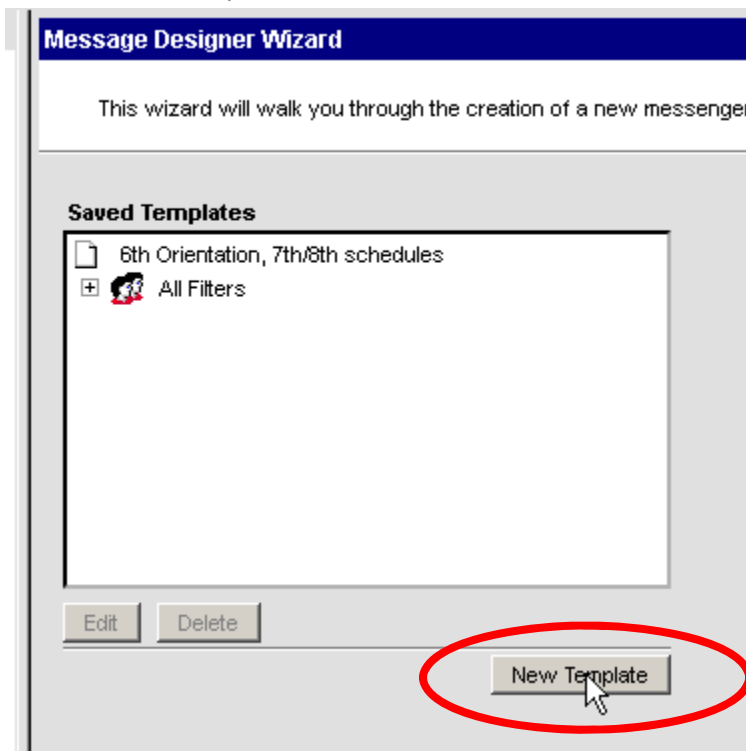 Message Designer Wizard
This wizard will walk you through the creation of a new messenger
Saved Templates
6th Orientation, 7th/8th schedules
All Filters
Edit Delete
New Template